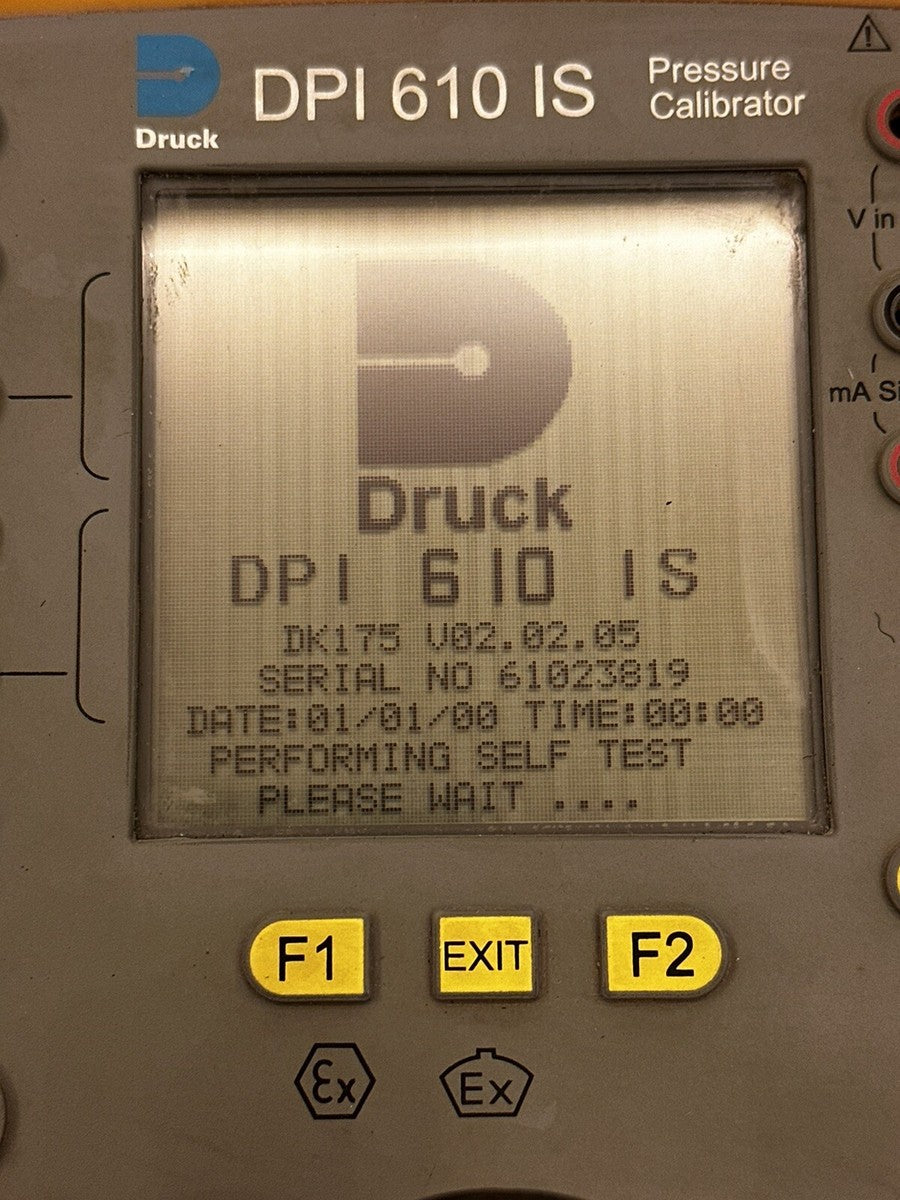 DPI 610 IS
Pressure
Calibrator
Druck
V in
Druck
DPI 610 IS
DK175 V02.02.05
SERIAL NO 61023819
DATE:01/01/00 TIME:00:00
PERFORMING SELF TEST
PLEASE WAIT ....
mA
F1
EXIT
F2
Ex
Ex